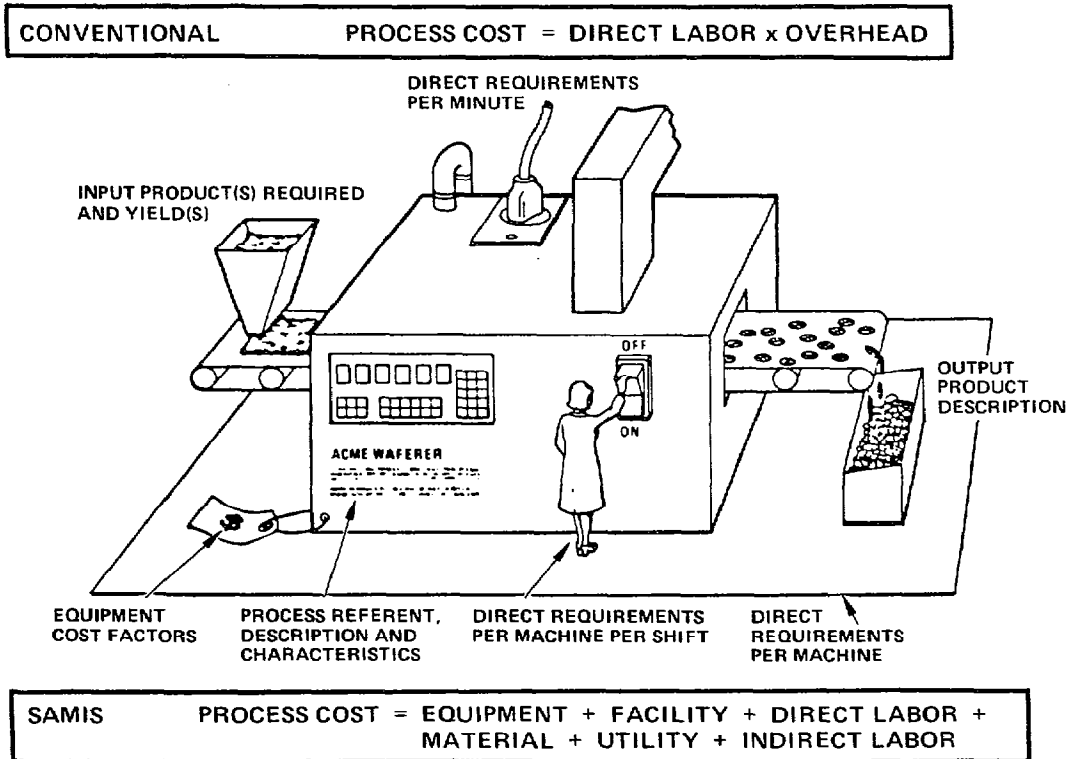 CONVENTIONAL PROCESS COST = DIRECT LABOR x OVERHEAD
DIRECT REQUIREMENTS
PER MINUTE
INPUT PRODUCT(S) REQUIRED
AND YIELD(S)
OFF
ON
ACME WAFERER
OUTPUT
PRODUCT
DESCRIPTION
EQUIPMENT
COST FACTORS
PROCESS REFERENT,
DESCRIPTION AND
CHARACTERISTICS
DIRECT REQUIREMENTS
PER MACHINE PER SHIFT
DIRECT
REQUIREMENTS
PER MACHINE
SAMIS PROCESS COST = EQUIPMENT + FACILITY + DIRECT LABOR +
MATERIAL + UTILITY + INDIRECT LABOR